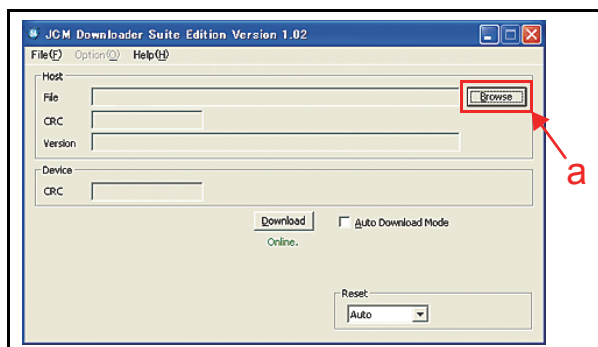 JCM Downloader Suite Edition Version 1.02
File(F) Option(O) Help(H)
Host
File
Browse
CRC
Version
a
Device
CRC
Download
Auto Download Mode
Online.
Reset
Auto